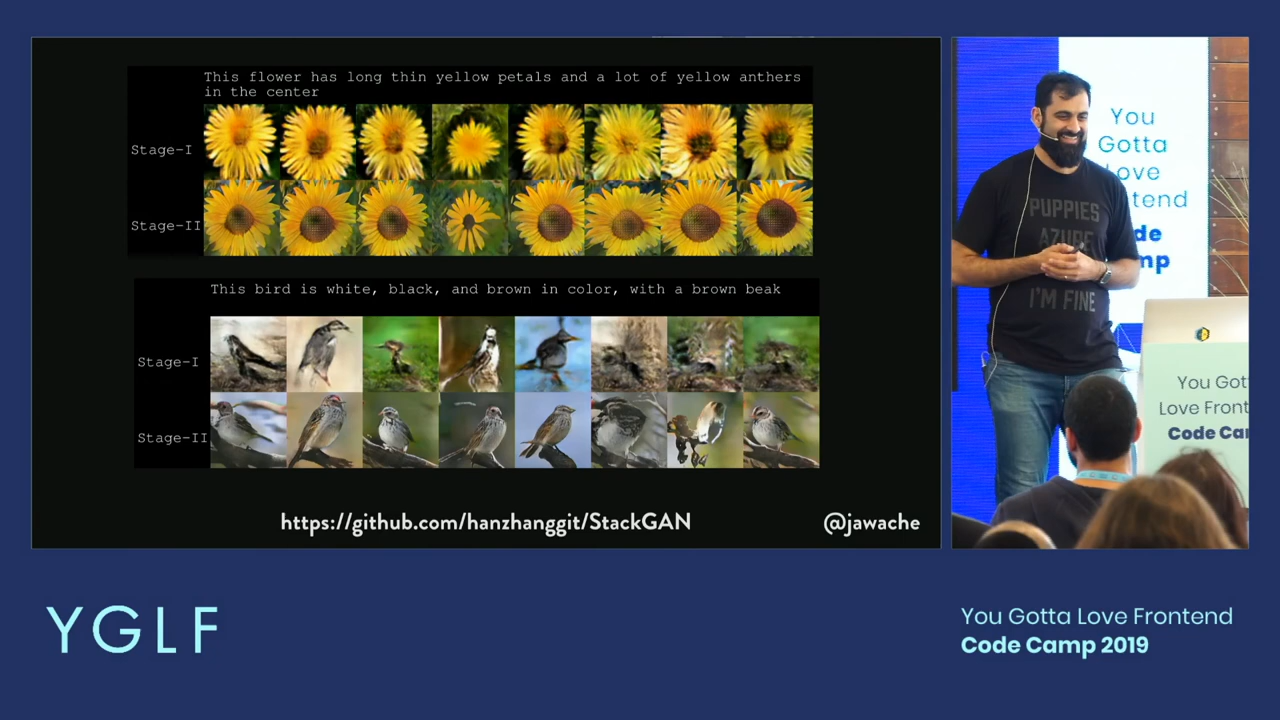 This flower has long thin yellow petals and a lot of yellow anthers
in the center
Stage-I
Stage-II
This bird is white, black, and brown in color, with a brown beak
Stage-I
Stage-II
https://github.com/hanzhanggit/StackGAN
@jawache
You
Gotta
Love
tend
de
mp
PUPPIES
AZURE
I'M FINE
You Got
Love Front
Code Ca
YGLF
You Gotta Love Frontend
Code Camp 2019